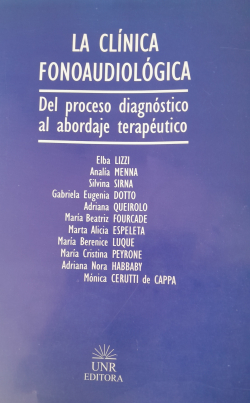 LA CLÍNICA
FONOAUDIOLÓGICA
Del proceso diagnóstico
al abordaje terapéutico
Elba LIZZI
Analía MENNA
Silvina SIRNA
Gabriela Eugenia DOTTO
Adriana QUEIROLO
María Beatriz FOURCADE
Marta Alicia ESPELETA
María Berenice LUQUE
María Cristina PEYRONE
Adriana Nora HABBABY
Mónica CERUTTI de CAPPA
UNR
EDITORA